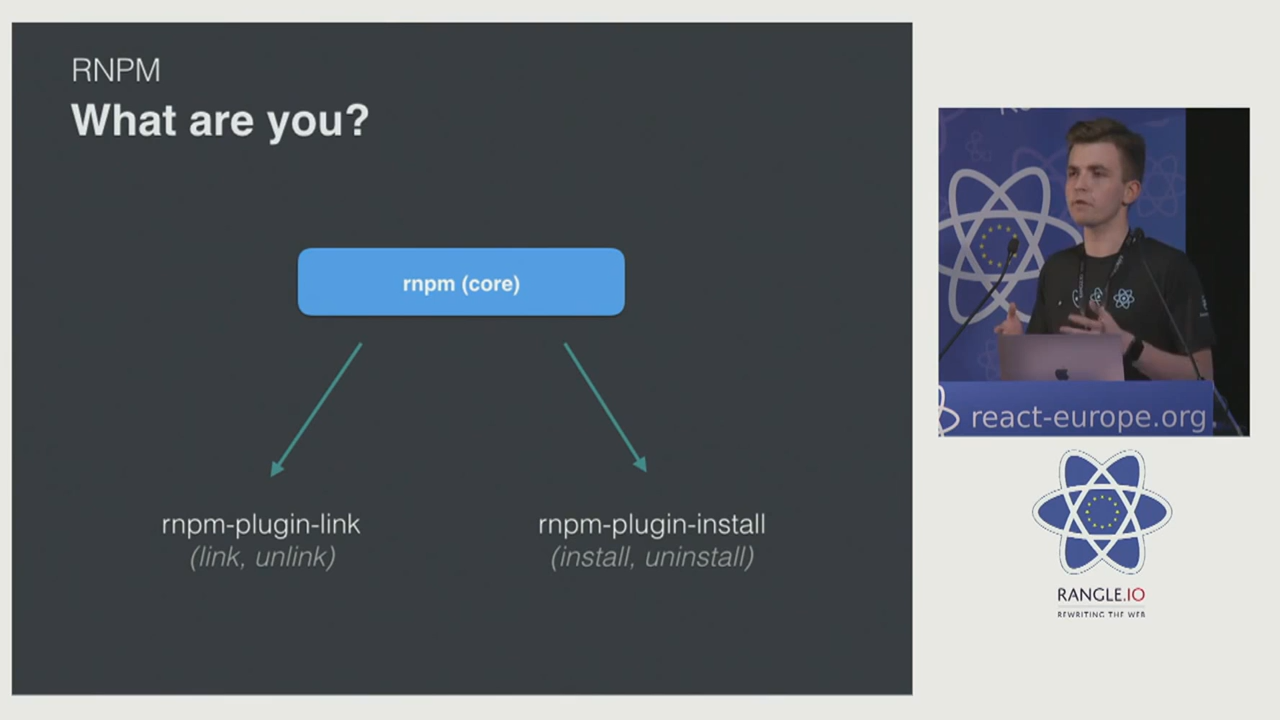 RNPM
What are you?
rnpm (core)
rnpm-plugin-link
(link, unlink)
rnpm-plugin-install
(install, uninstall)
react-europe.org
RANGLE.IO
REWRITING THE WEB